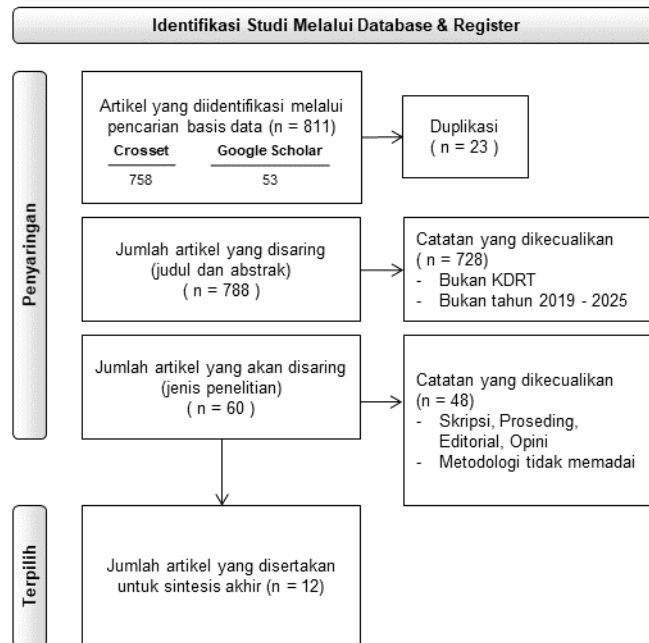 Identifikasi Studi Melalui Database & Register
Penyaringan
Artikel yang diidentifikasi melalui
pencarian basis data (n = 811)
Crosset Google Scholar
758 53
Duplikasi
( n = 23 )
Jumlah artikel yang disaring
(judul dan abstrak)
( n = 788 )
Catatan yang dikecualikan
( n = 728)
- Bukan KDRT
- Bukan tahun 2019 - 2025
Jumlah artikel yang akan disaring
(jenis penelitian)
( n = 60 )
Catatan yang dikecualikan
(n = 48)
- Skripsi, Proseding,
Editorial, Opini
- Metodologi tidak memadai
Terpilih
Jumlah artikel yang disertakan
untuk sintesis akhir (n = 12)